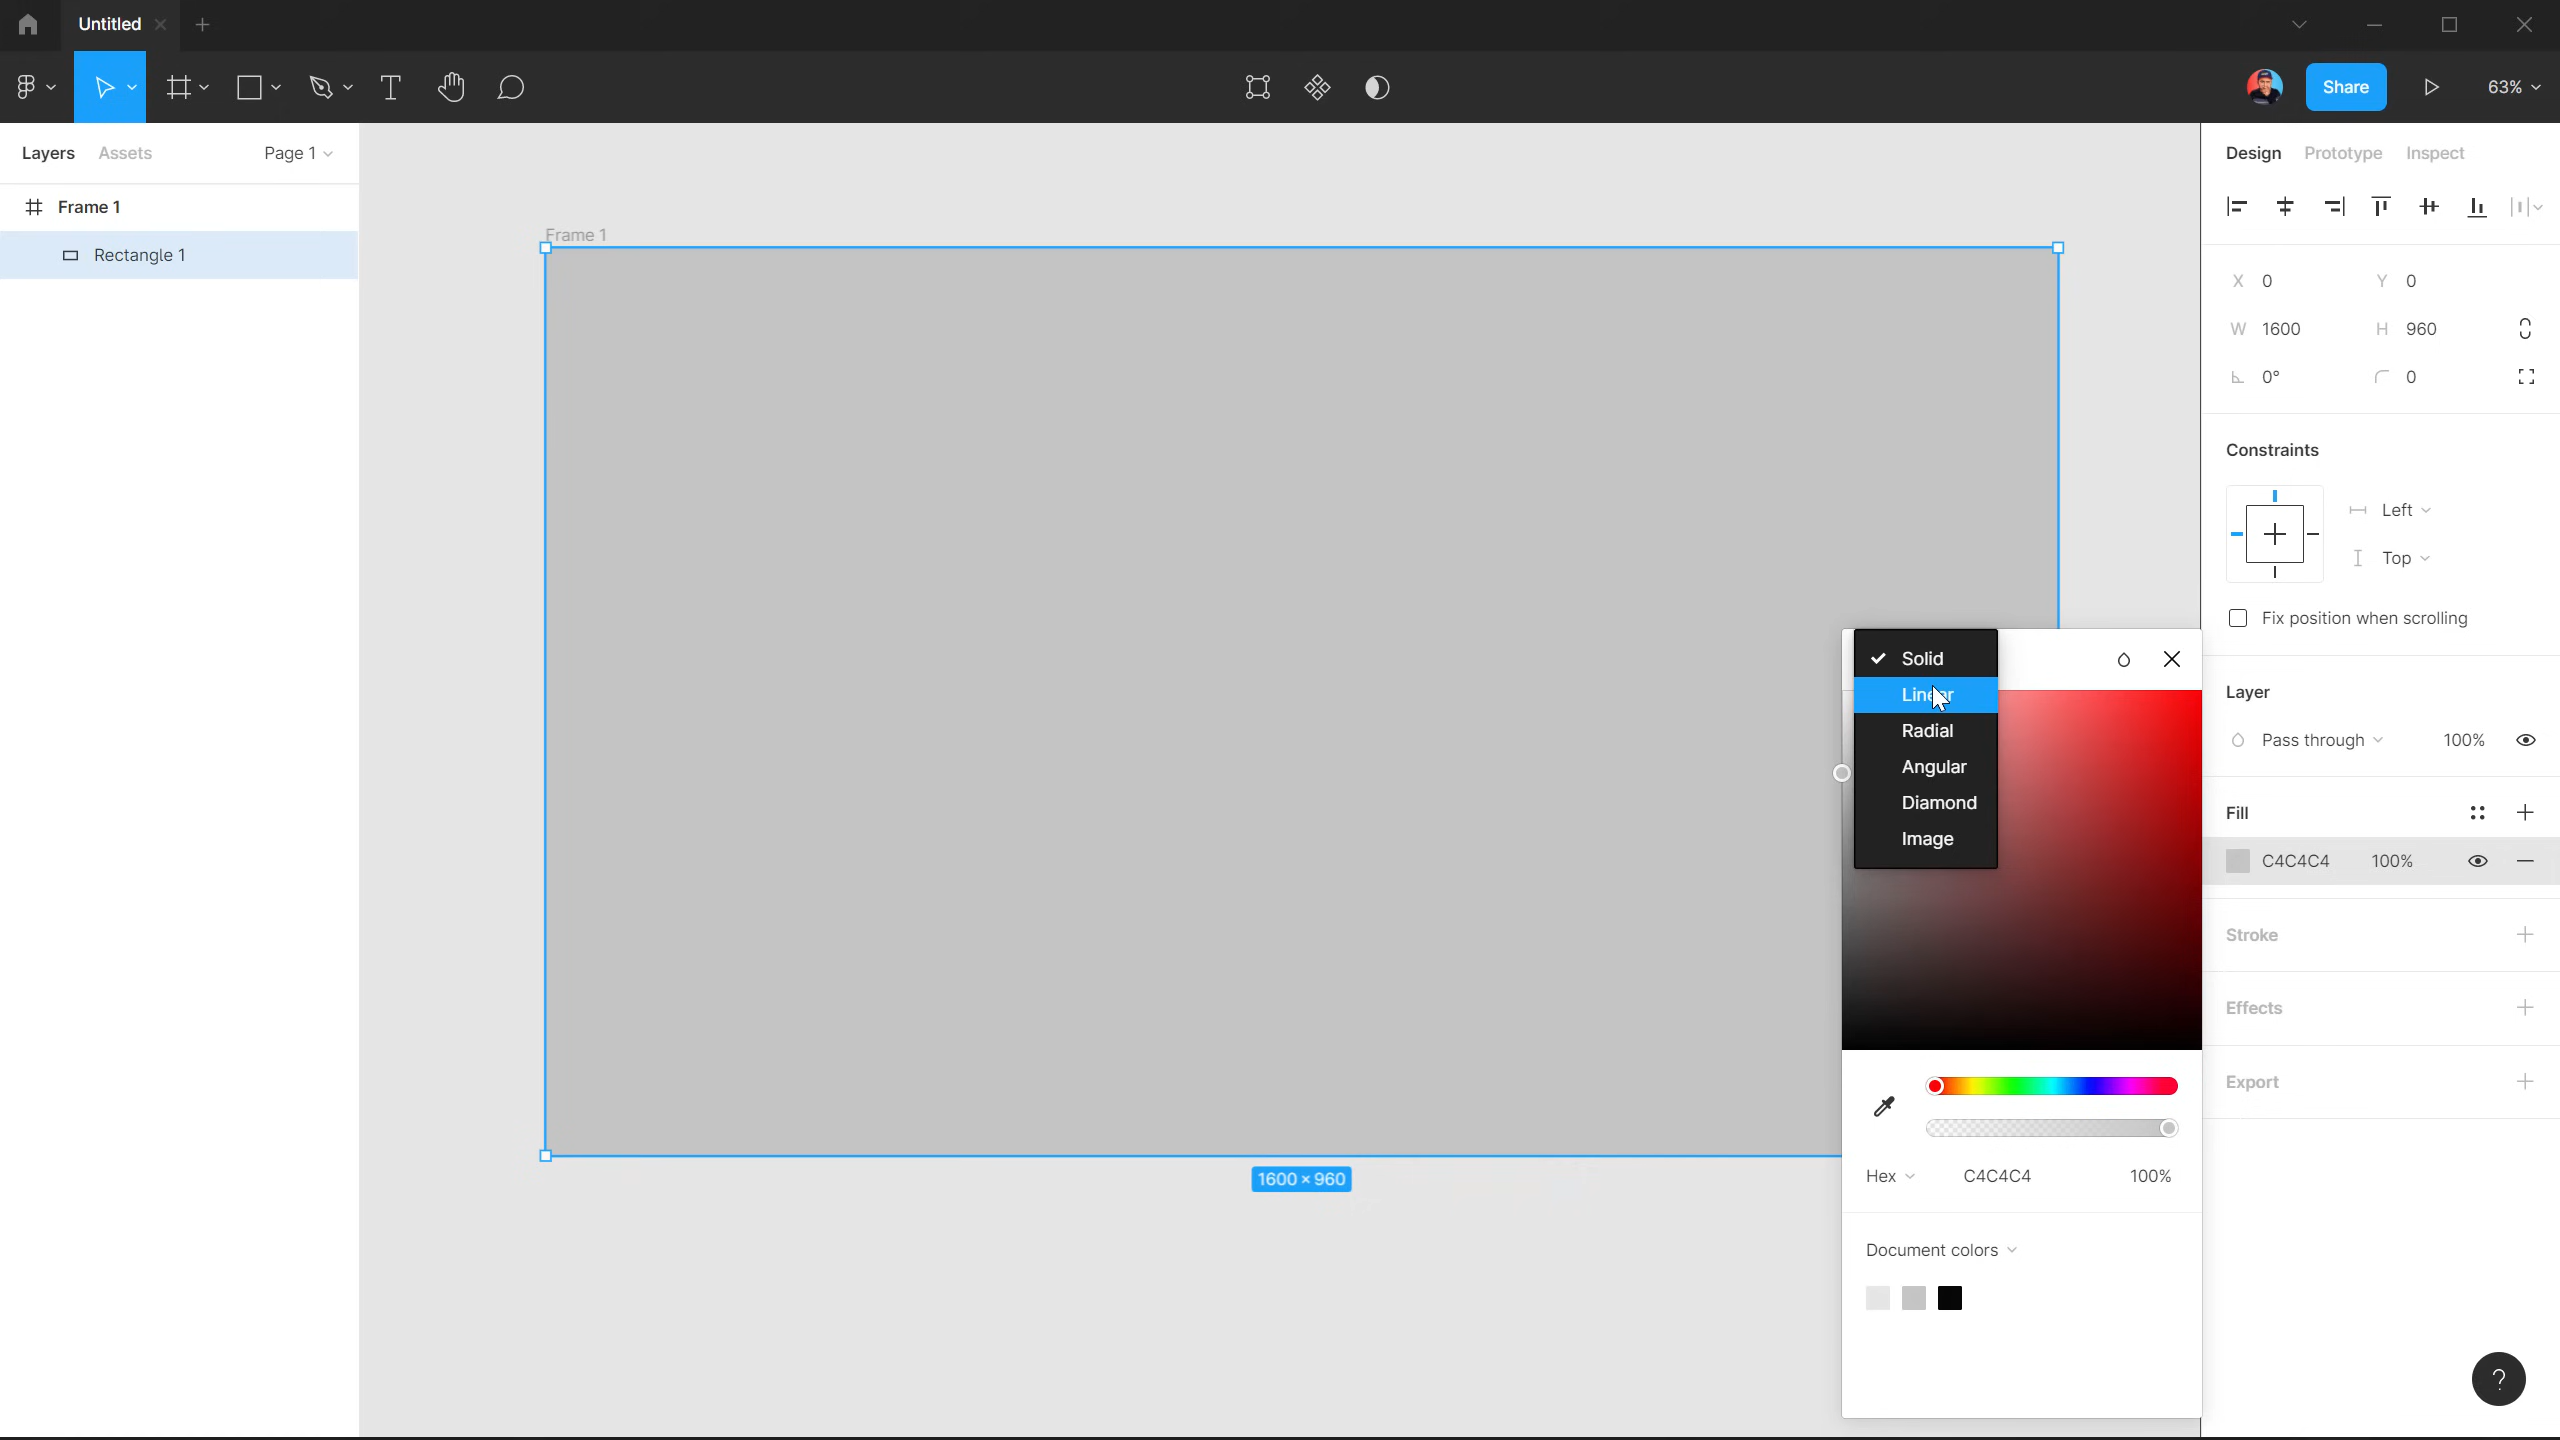 Untitled
Share
63%
Layers
Assets
Page 1
Design
Prototype
Inspect
Frame 1
Rectangle 1
Frame 1
X 0
Y 0
W 1600
H 960
0°
0
Constraints
Left
Top
Fix position when scrolling
Solid
Linear
Radial
Angular
Diamond
Image
Layer
Pass through
100%
Fill
C4C4C4
100%
Stroke
Effects
Export
1600 × 960
Hex
C4C4C4
100%
Document colors
?